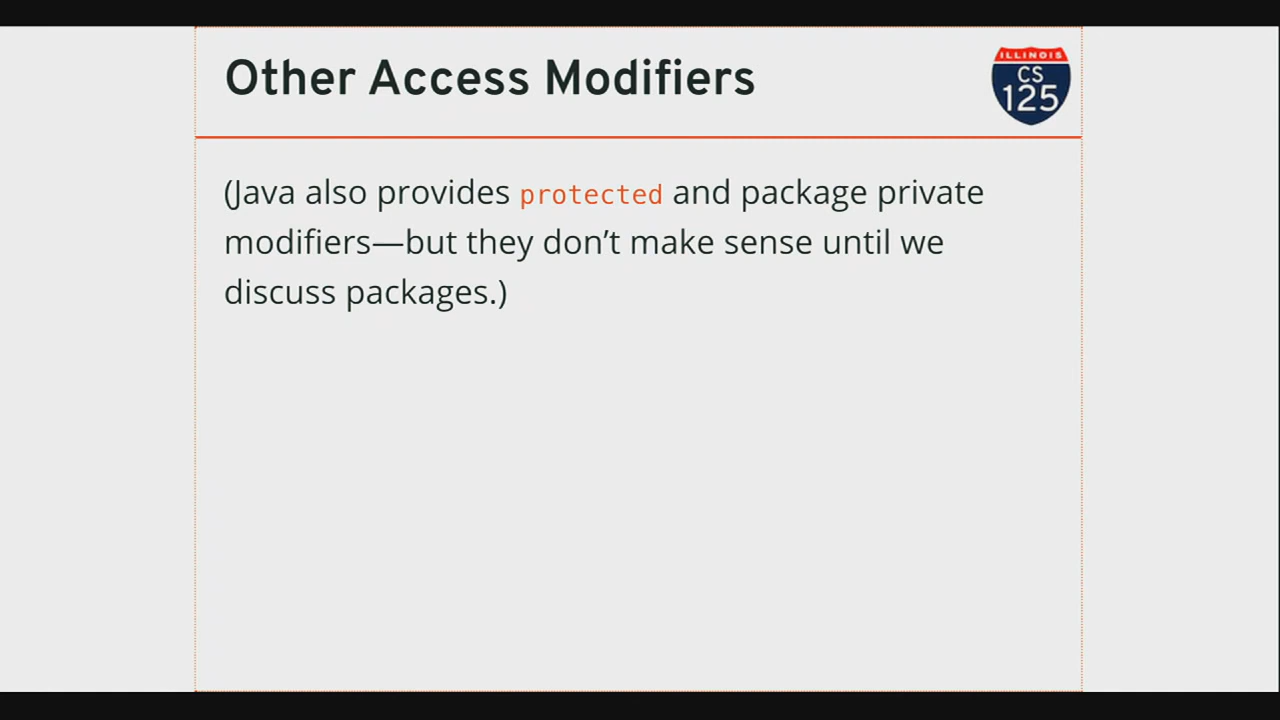 Other Access Modifiers
ILLINOIS
CS
125
(Java also provides protected and package private
modifiers—but they don’t make sense until we
discuss packages.)